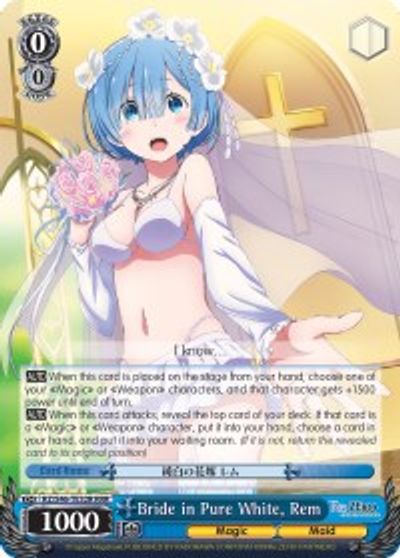 0
0
I know...
AUTO When this card is placed on the stage from your hand, choose one of
your «Magic» or «Weapon» characters, and that character gets +1500
power until end of turn.
AUTO When this card attacks, reveal the top card of your deck. If that card is
a «Magic» or «Weapon» character, put it into your hand, choose a card in
your hand, and put it into your waiting room. (If it is not, return the revealed
card to its original position)
Card Name 純白の花嫁 レム
Bride in Pure White, Rem
1000
Magic Maid